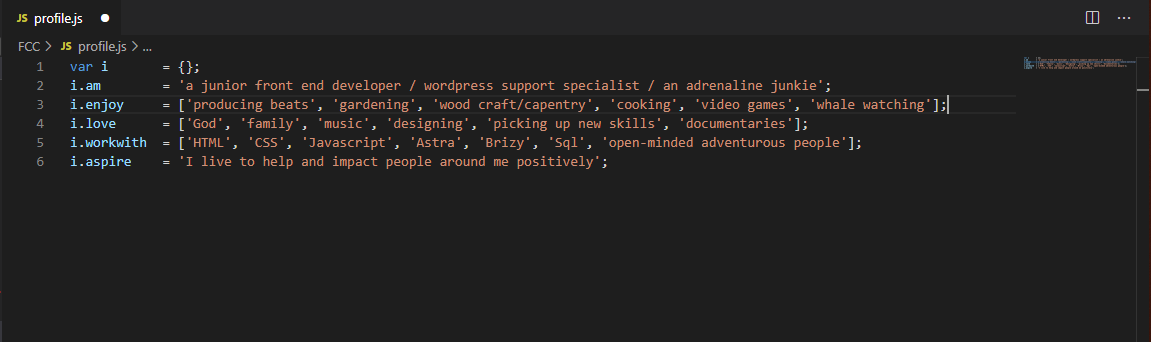 JS profile.js ● ···
FCC > JS profile.js > ...
1 var i = {};
2 i.am = 'a junior front end developer / wordpress support specialist / an adrenaline junkie';
3 i.enjoy = ['producing beats', 'gardening', 'wood craft/capentry', 'cooking', 'video games', 'whale watching'];
4 i.love = ['God', 'family', 'music', 'designing', 'picking up new skills', 'documentaries'];
5 i.workwith = ['HTML', 'CSS', 'Javascript', 'Astra', 'Brizy', 'Sql', 'open-minded adventurous people'];
6 i.aspire = 'I live to help and impact people around me positively';